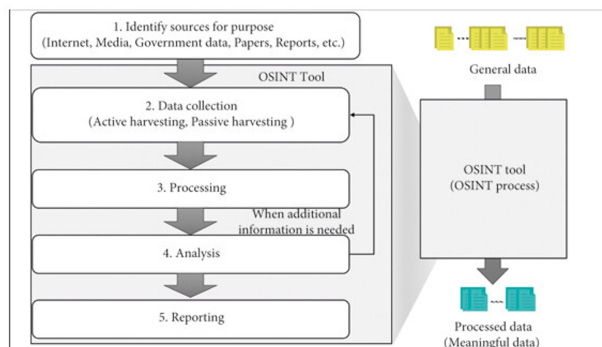 1. Identify sources for purpose
(Internet, Media, Government data, Papers, Reports, etc.)
OSINT Tool
2. Data collection
(Active harvesting, Passive harvesting )
3. Processing
When additional
information is needed
4. Analysis
5. Reporting
General data
OSINT tool
(OSINT process)
Processed data
(Meaningful data)